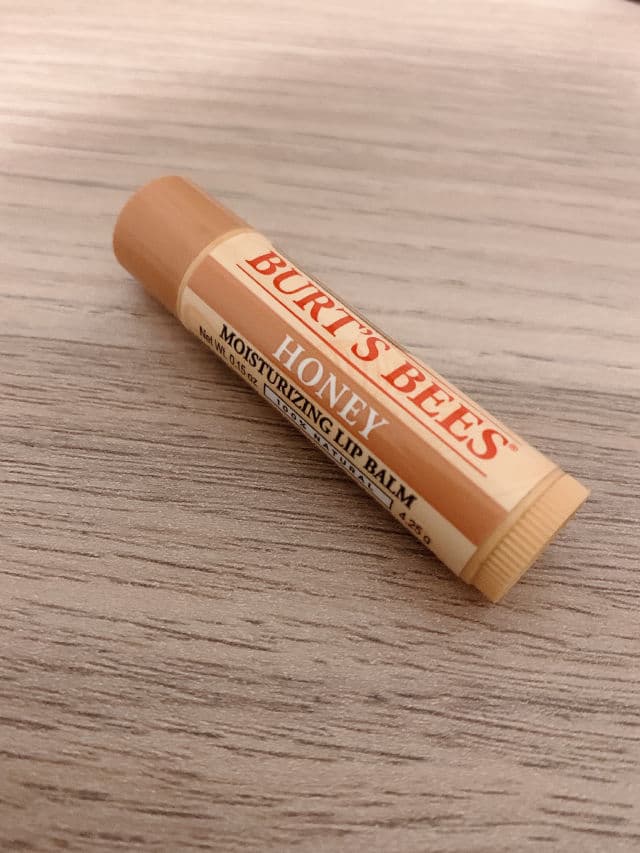 BURT'S BEES®
HONEY
MOISTURIZING LIP BALM
100% NATURAL
Net Wt. 0.15 oz 4.25 g